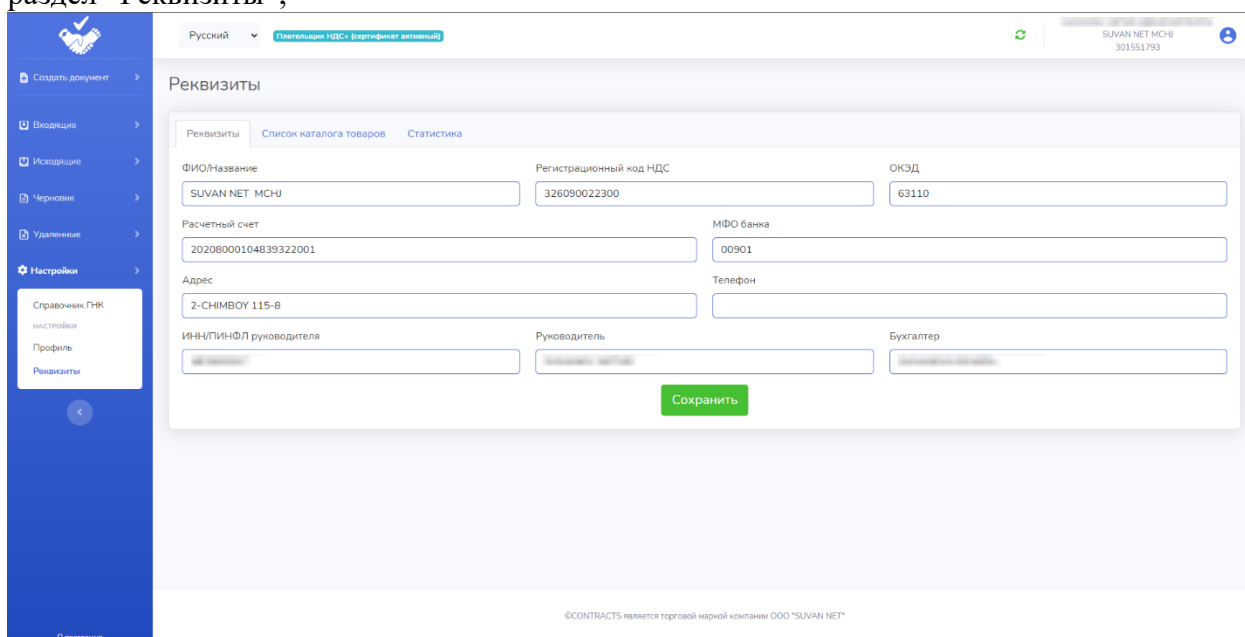 раздел "Реквизиты";
Русский
Плательщик НДС+ (сертификат активный)
SUVAN NET MCHJ
301551793
Создать документ
Входящие
Исходящие
Черновик
Удаленные
Настройки
Справочник ГНК
НАСТРОЙКИ
Профиль
Реквизиты
Реквизиты
Реквизиты Список каталога товаров Статистика
ФИО/Название Регистрационный код НДС ОКЭД
SUVAN NET MCHJ 326090022300 63110
Расчетный счет МФО банка
20208000104839322001 00901
Адрес Телефон
2-CHIMBOY 115-8
ИНН/ПИНФЛ руководителя Руководитель Бухгалтер
Сохранить
©CONTRACTS является торговой маркой компании ООО "SUVAN NET"